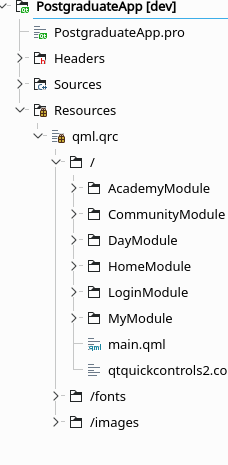 PostgraduateApp [dev]
PostgraduateApp.pro
Headers
Sources
Resources
qml.qrc
/
AcademyModule
CommunityModule
DayModule
HomeModule
LoginModule
MyModule
main.qml
qtquickcontrols2.co
/fonts
/images